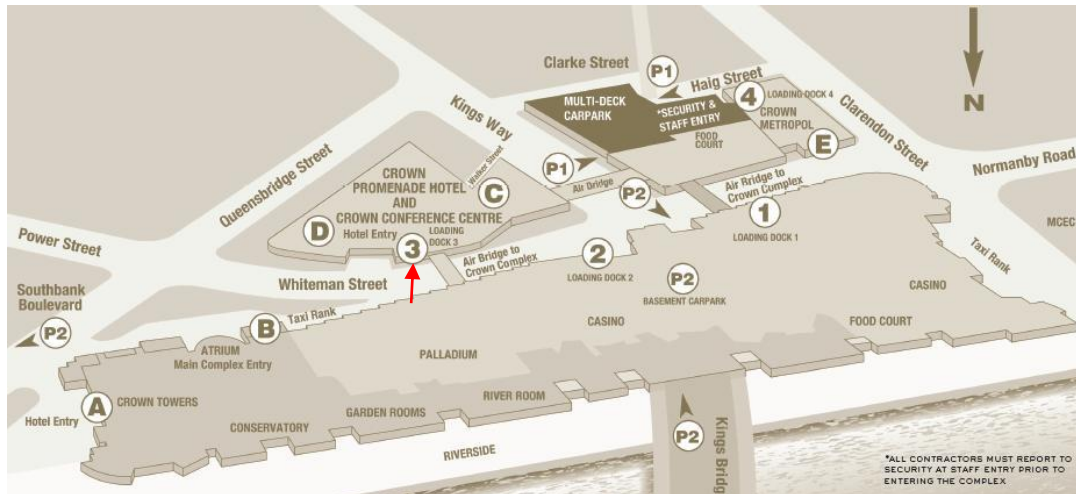 Clarke Street
P1
Haig Street
MULTI-DECK
CARPARK
*SECURITY &
STAFF ENTRY
4
LOADING DOCK 4
CROWN
METROPOL
FOOD
COURT
E
N
Kings Way
Clarendon Street
Normanby Road
Queensbridge Street
Walker Street
P1
Air Bridge
P2
Air Bridge to
Crown Complex
CROWN
PROMENADE HOTEL
AND
CROWN CONFERENCE CENTRE
C
D
Hotel Entry
3
LOADING
DOCK 3
1
LOADING DOCK 1
MCEC
Taxi Rank
Power Street
Air Bridge to
Crown Complex
2
LOADING DOCK 2
P2
BASEMENT CARPARK
Whiteman Street
Southbank
Boulevard
P2
Taxi Rank
B
ATRIUM
Main Complex Entry
CASINO
CASINO
FOOD COURT
PALLADIUM
RIVER ROOM
A
CROWN TOWERS
Hotel Entry
GARDEN ROOMS
CONSERVATORY
RIVERSIDE
P2
Kings Bridg
*ALL CONTRACTORS MUST REPORT TO
SECURITY AT STAFF ENTRY PRIOR TO
ENTERING THE COMPLEX